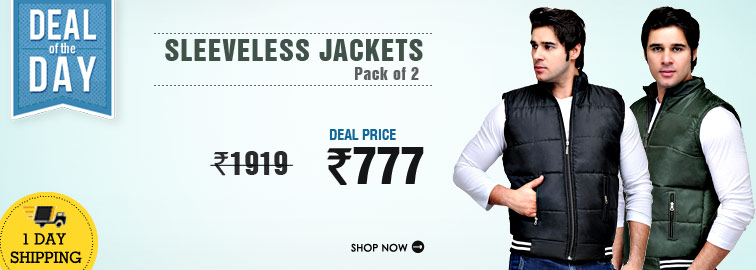 DEAL
of the
DAY
SLEEVELESS JACKETS
Pack of 2
DEAL PRICE
₹1919
₹777
1 DAY
SHIPPING
SHOP NOW